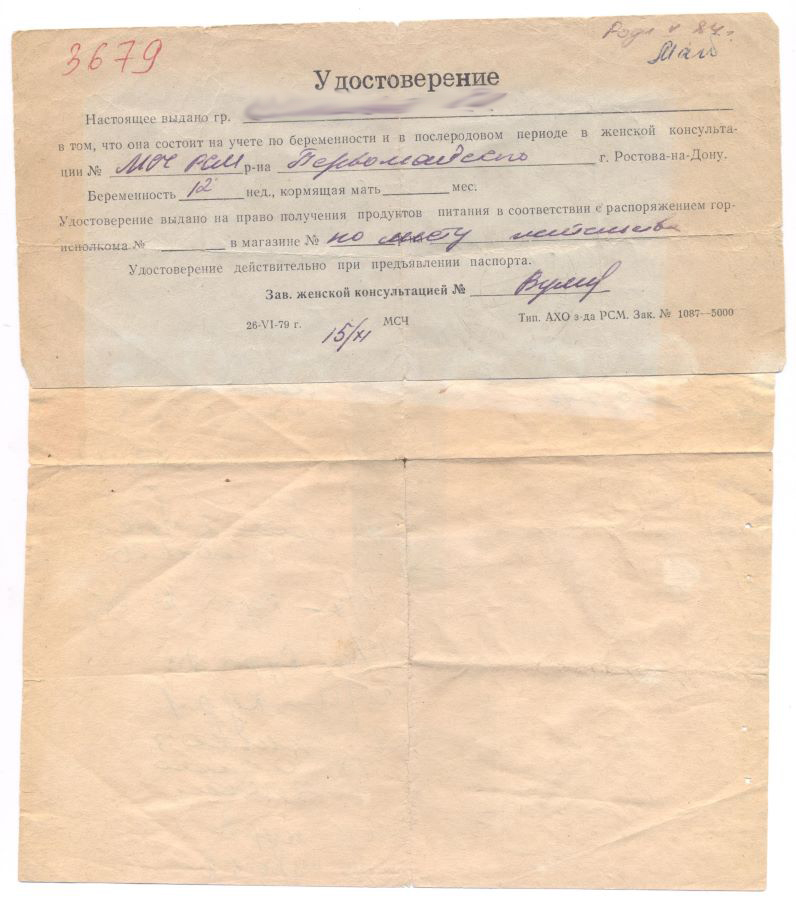 3679
Удостоверение
Настоящее выдано гр.
в том, что она состоит на учете по беременности и в послеродовом периоде в женской консульта-
ции № МСЧ РСМ р-на Первомайского г. Ростова-на-Дону.
Беременность 12 нед., кормящая мать мес.
Удостоверение выдано на право получения продуктов питания в соответствии с распоряжением гор-
исполкома № в магазине № по месту жительства
Удостоверение действительно при предъявлении паспорта.
Зав. женской консультацией №
26-VI-79 г. 15/XI МСЧ Тип. АХО з-да РСМ. Зак. № 1087—5000